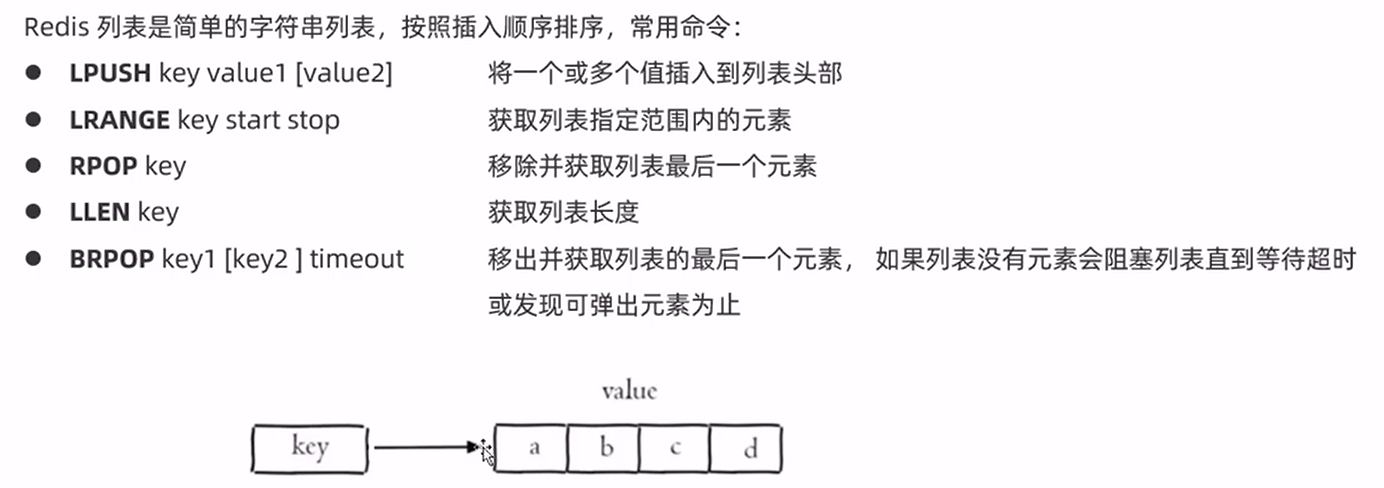 Redis 列表是简单的字符串列表，按照插入顺序排序，常用命令：
● LPUSH key value1 [value2] 将一个或多个值插入到列表头部
● LRANGE key start stop 获取列表指定范围内的元素
● RPOP key 移除并获取列表最后一个元素
● LLEN key 获取列表长度
● BRPOP key1 [key2 ] timeout 移出并获取列表的最后一个元素， 如果列表没有元素会阻塞列表直到等待超时
或发现可弹出元素为止
value
key a b c d